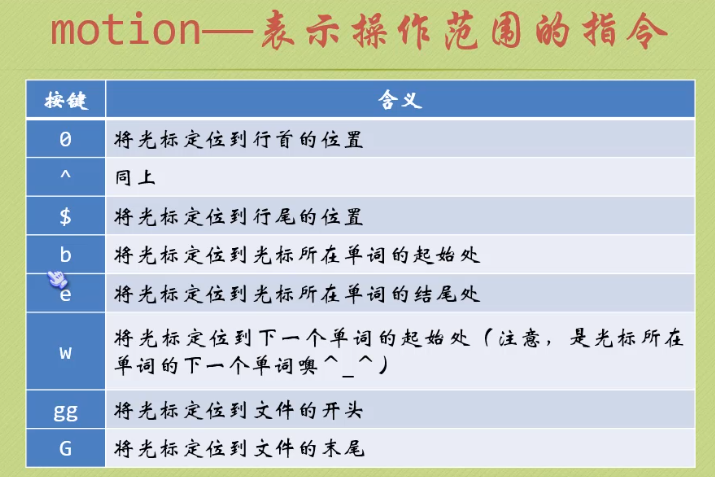 motion——表示操作范围的指令
按键 含义
0 将光标定位到行首的位置
^ 同上
$ 将光标定位到行尾的位置
b 将光标定位到光标所在单词的起始处
e 将光标定位到光标所在单词的结尾处
w 将光标定位到下一个单词的起始处（注意，是光标所在
单词的下一个单词噢^_^）
gg 将光标定位到文件的开头
G 将光标定位到文件的末尾